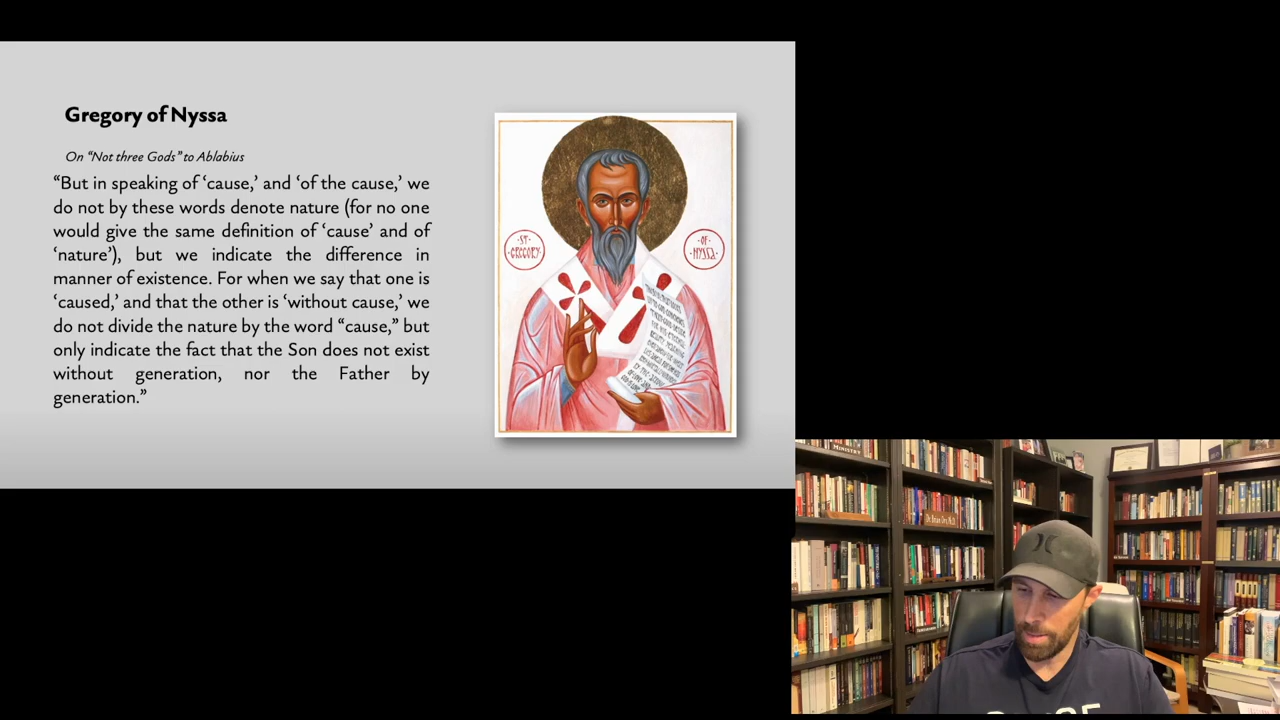 Gregory of Nyssa
On “Not three Gods” to Ablabius
“But in speaking of ‘cause,’ and ‘of the cause,’ we
do not by these words denote nature (for no one
would give the same definition of ‘cause’ and of
‘nature’), but we indicate the difference in
manner of existence. For when we say that one is
‘caused,’ and that the other is ‘without cause,’ we
do not divide the nature by the word “cause,” but
only indicate the fact that the Son does not exist
without generation, nor the Father by
generation.”
·ST·
GREGORY
·OF·
NYSSA
MINISTRY